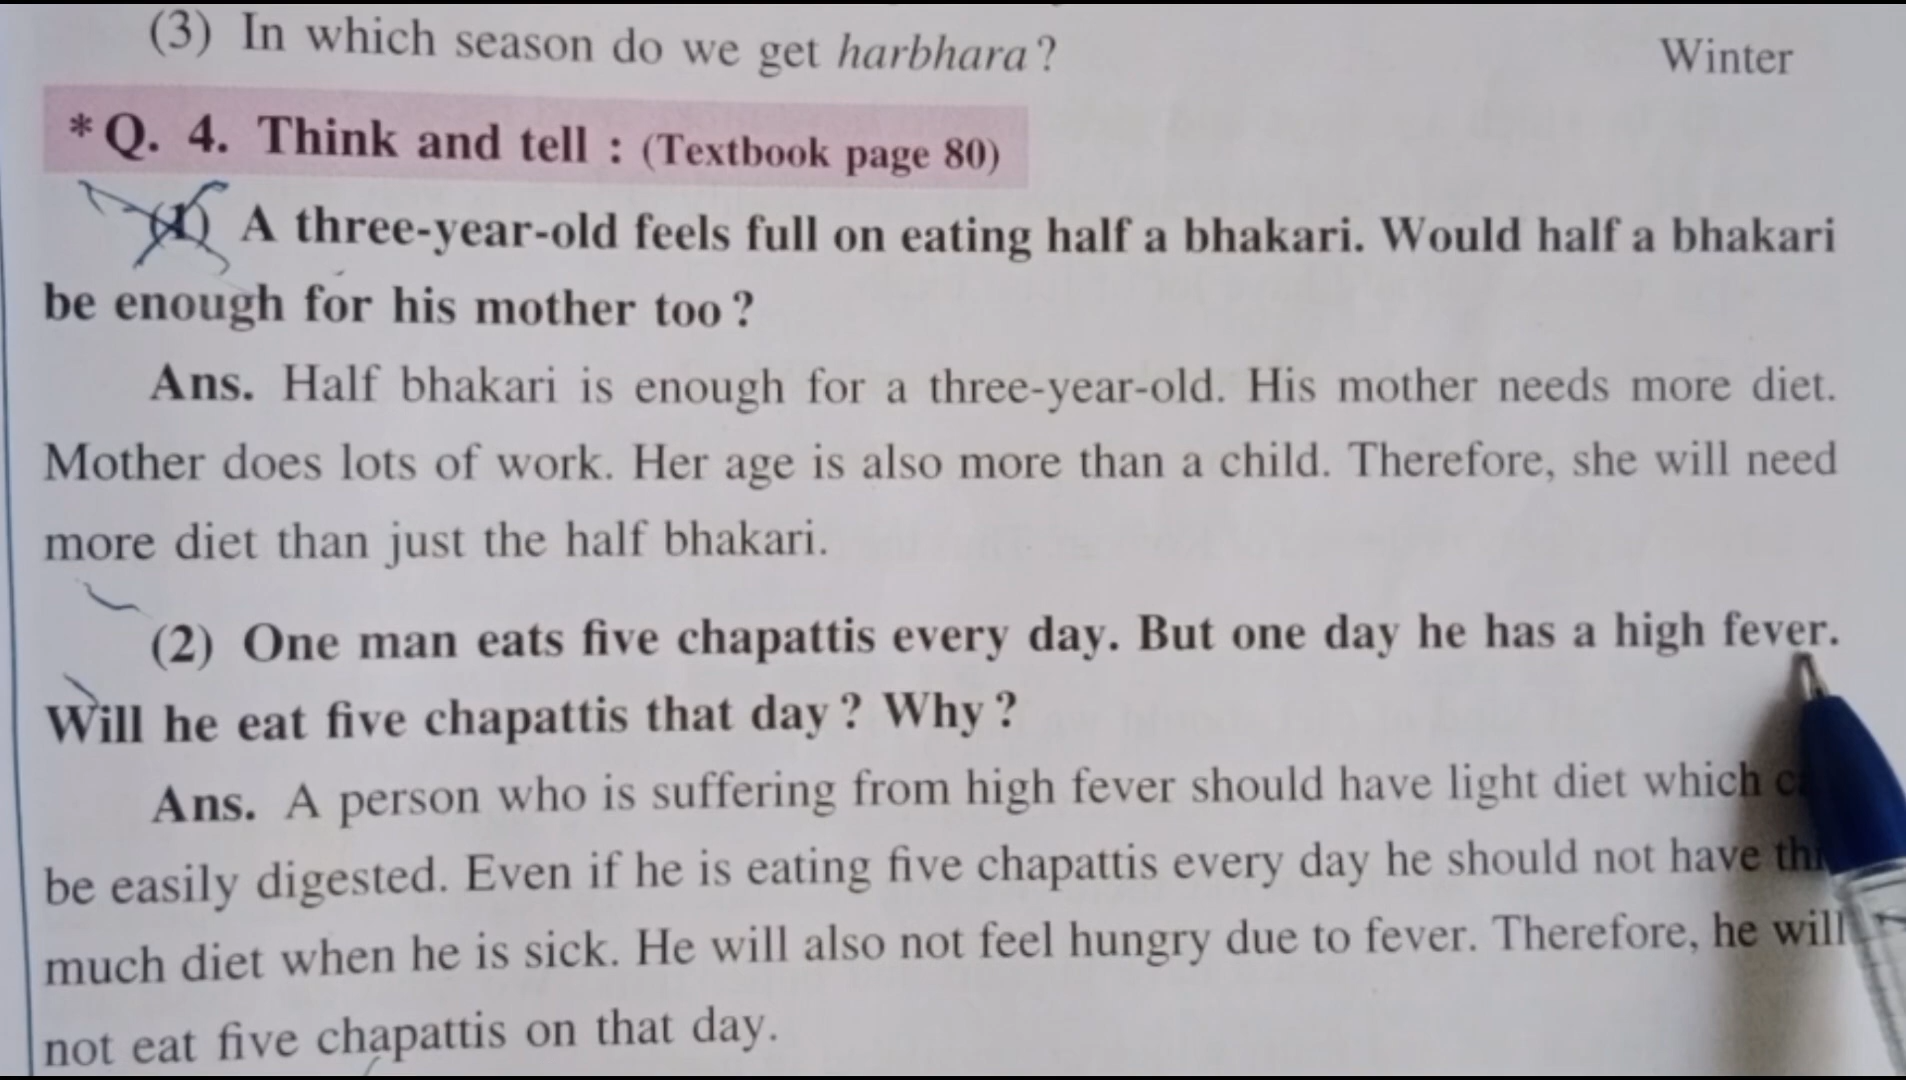 (3) In which season do we get harbhara? Winter
*Q. 4. Think and tell : (Textbook page 80)
(1) A three-year-old feels full on eating half a bhakari. Would half a bhakari
be enough for his mother too?
Ans. Half bhakari is enough for a three-year-old. His mother needs more diet.
Mother does lots of work. Her age is also more than a child. Therefore, she will need
more diet than just the half bhakari.
(2) One man eats five chapattis every day. But one day he has a high fever.
Will he eat five chapattis that day? Why?
Ans. A person who is suffering from high fever should have light diet which
be easily digested. Even if he is eating five chapattis every day he should not have
much diet when he is sick. He will also not feel hungry due to fever. Therefore, he will
not eat five chapattis on that day.